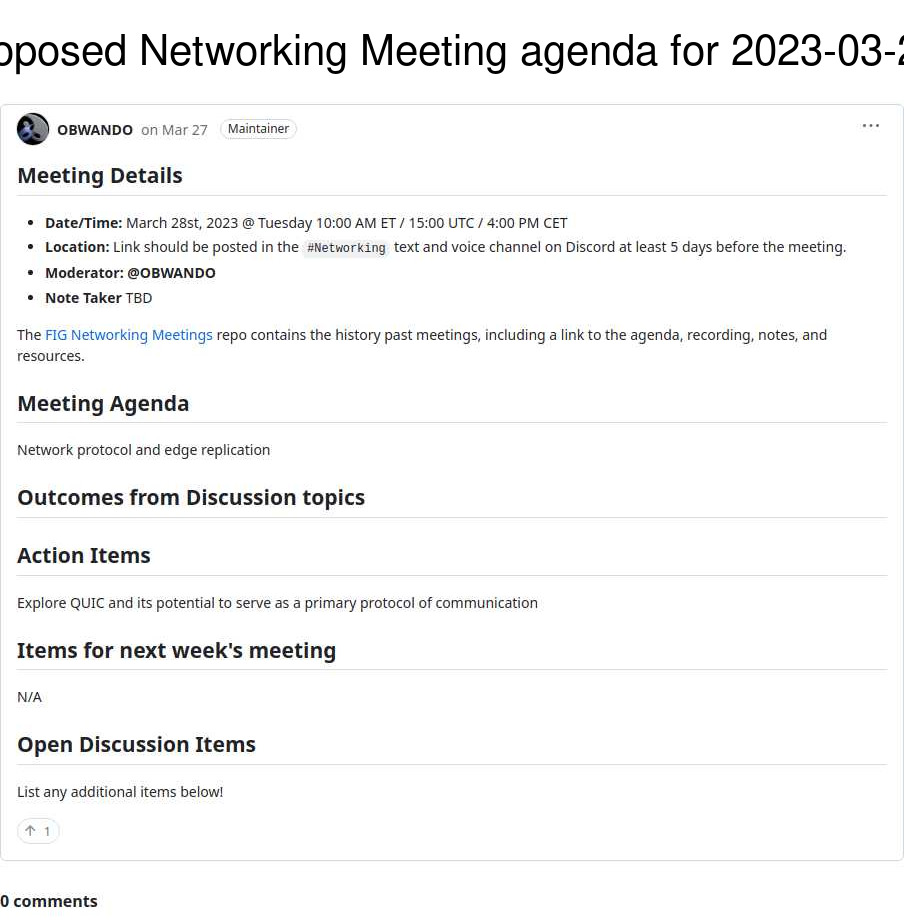 posed Networking Meeting agenda for 2023-03-
OBWANDO on Mar 27 Maintainer
Meeting Details
Date/Time: March 28st, 2023 @ Tuesday 10:00 AM ET / 15:00 UTC / 4:00 PM CET
Location: Link should be posted in the #Networking text and voice channel on Discord at least 5 days before the meeting.
Moderator: @OBWANDO
Note Taker TBD
The FIG Networking Meetings repo contains the history past meetings, including a link to the agenda, recording, notes, and
resources.
Meeting Agenda
Network protocol and edge replication
Outcomes from Discussion topics
Action Items
Explore QUIC and its potential to serve as a primary protocol of communication
Items for next week's meeting
N/A
Open Discussion Items
List any additional items below!
↑ 1
0 comments